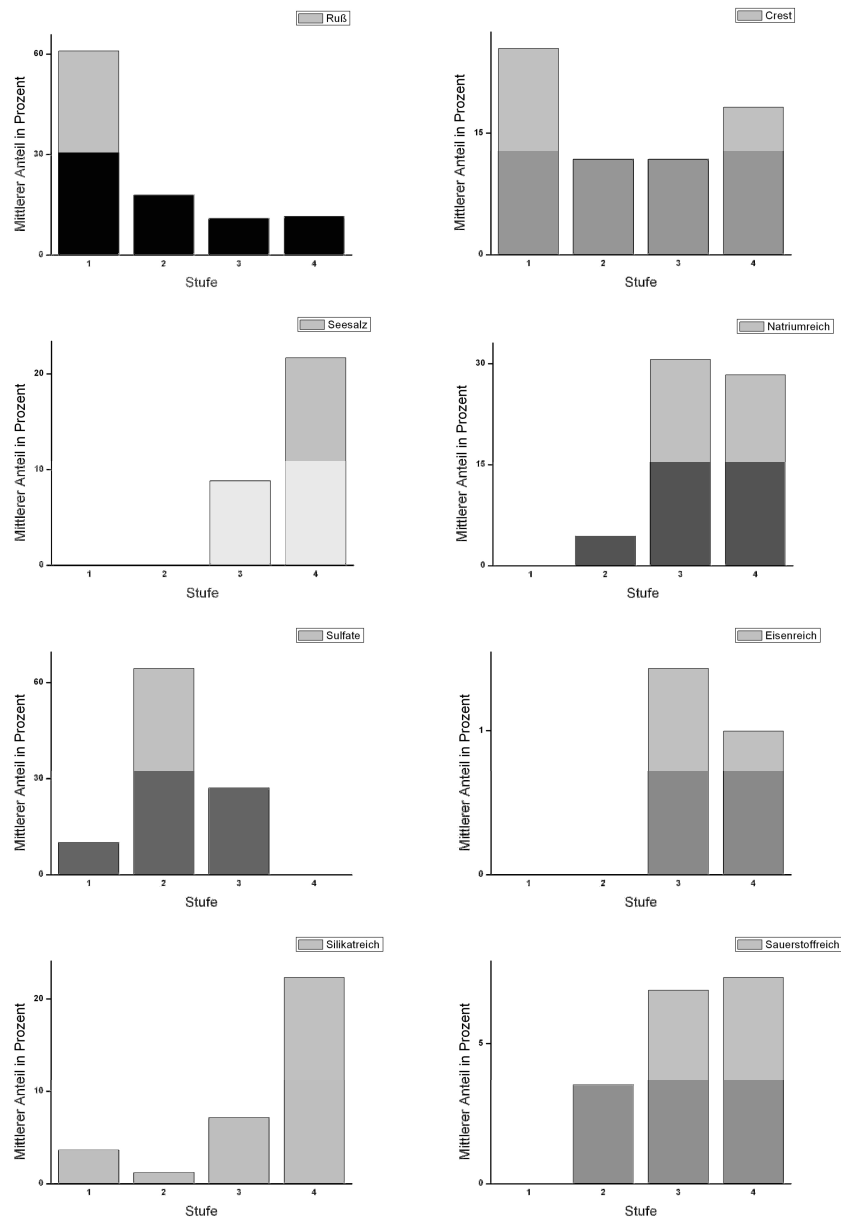 Ruß
Mittlerer Anteil in Prozent
60
30
0
1 2 3 4
Stufe
Crest
Mittlerer Anteil in Prozent
15
0
1 2 3 4
Stufe
Seesalz
Mittlerer Anteil in Prozent
20
10
0
1 2 3 4
Stufe
Natriumreich
Mittlerer Anteil in Prozent
30
15
0
1 2 3 4
Stufe
Sulfate
Mittlerer Anteil in Prozent
60
30
0
1 2 3 4
Stufe
Eisenreich
Mittlerer Anteil in Prozent
1
0
1 2 3 4
Stufe
Silikatreich
Mittlerer Anteil in Prozent
20
10
0
1 2 3 4
Stufe
Sauerstoffreich
Mittlerer Anteil in Prozent
5
0
1 2 3 4
Stufe